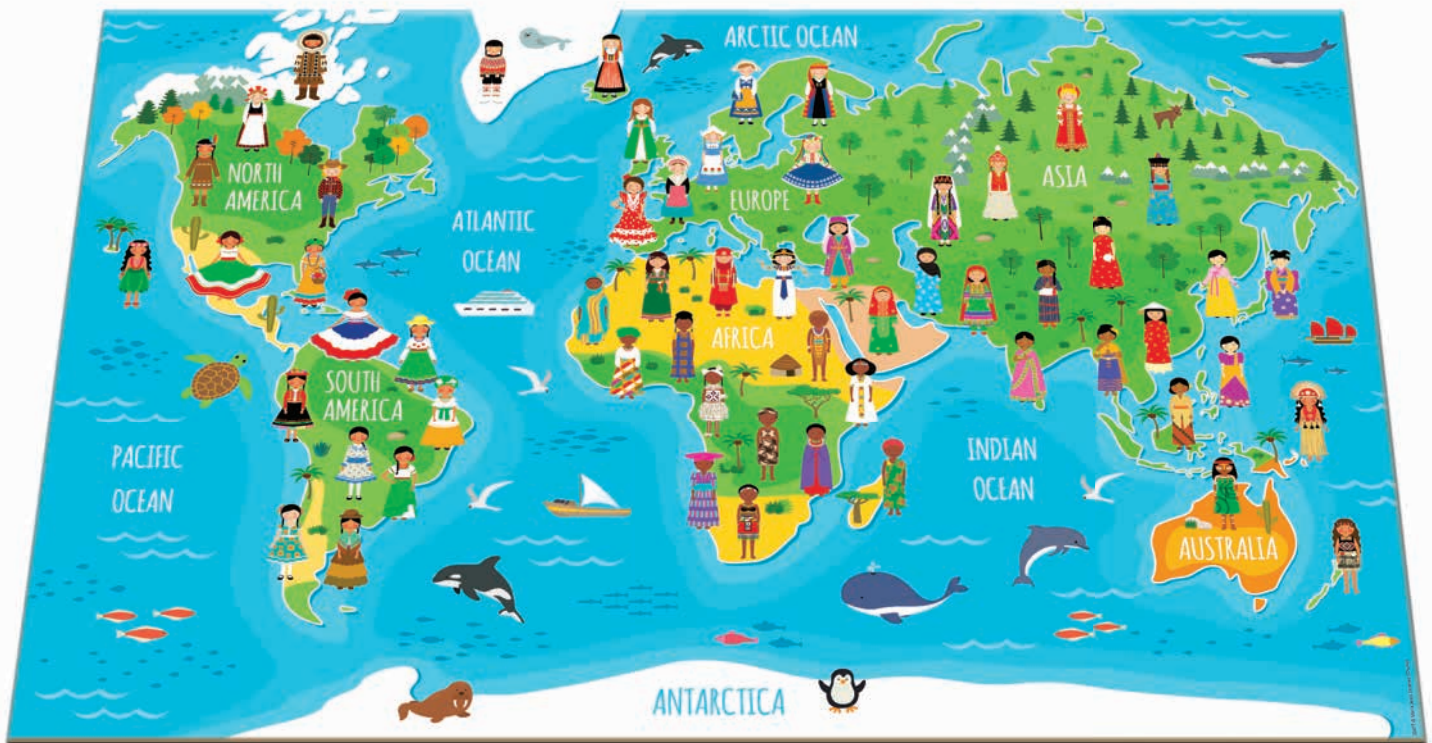 ARCTIC OCEAN
NORTH
AMERICA
ATLANTIC
OCEAN
EUROPE
ASIA
AFRICA
SOUTH
AMERICA
PACIFIC
OCEAN
INDIAN
OCEAN
AUSTRALIA
ANTARCTICA